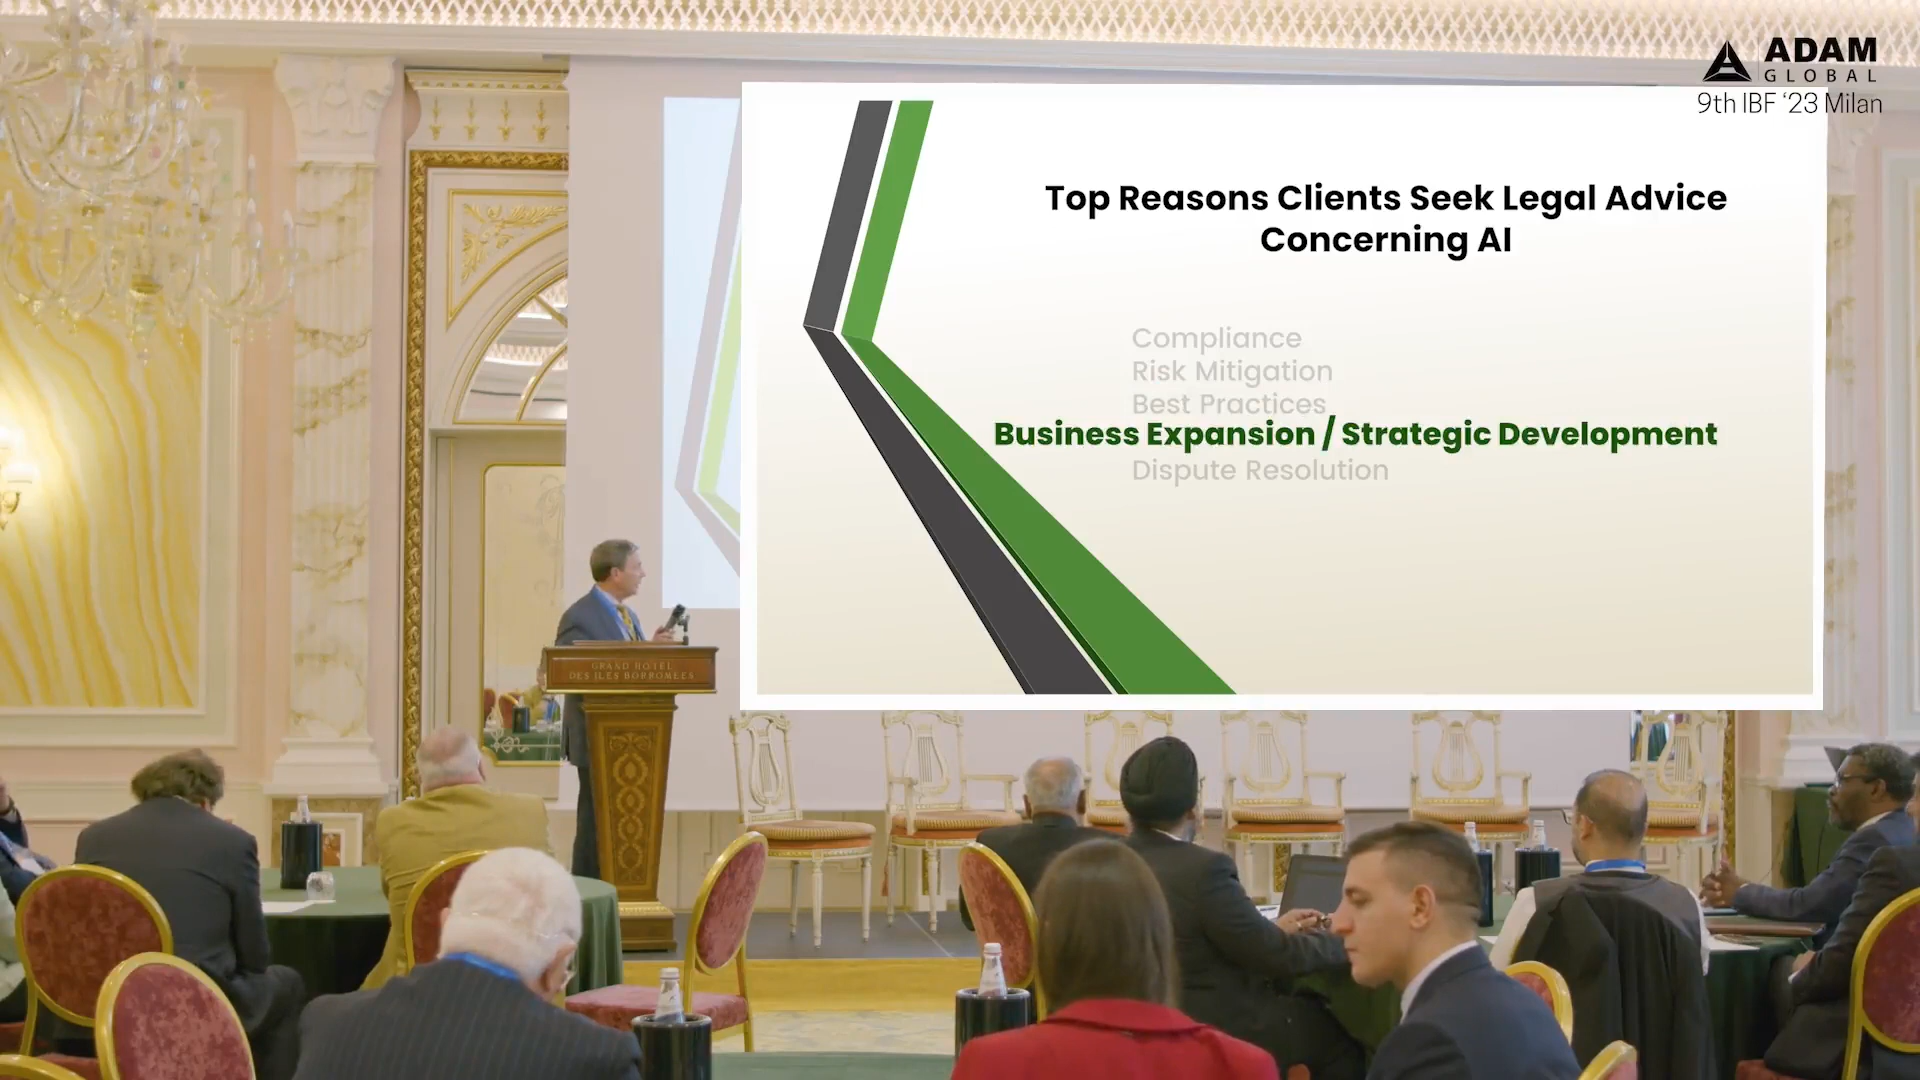 ADAM
GLOBAL
9th IBF ‘23 Milan
Top Reasons Clients Seek Legal Advice
Concerning AI
Compliance
Risk Mitigation
Best Practices
Business Expansion / Strategic Development
Dispute Resolution
GRAND HOTEL
DES ILES BORROMEES